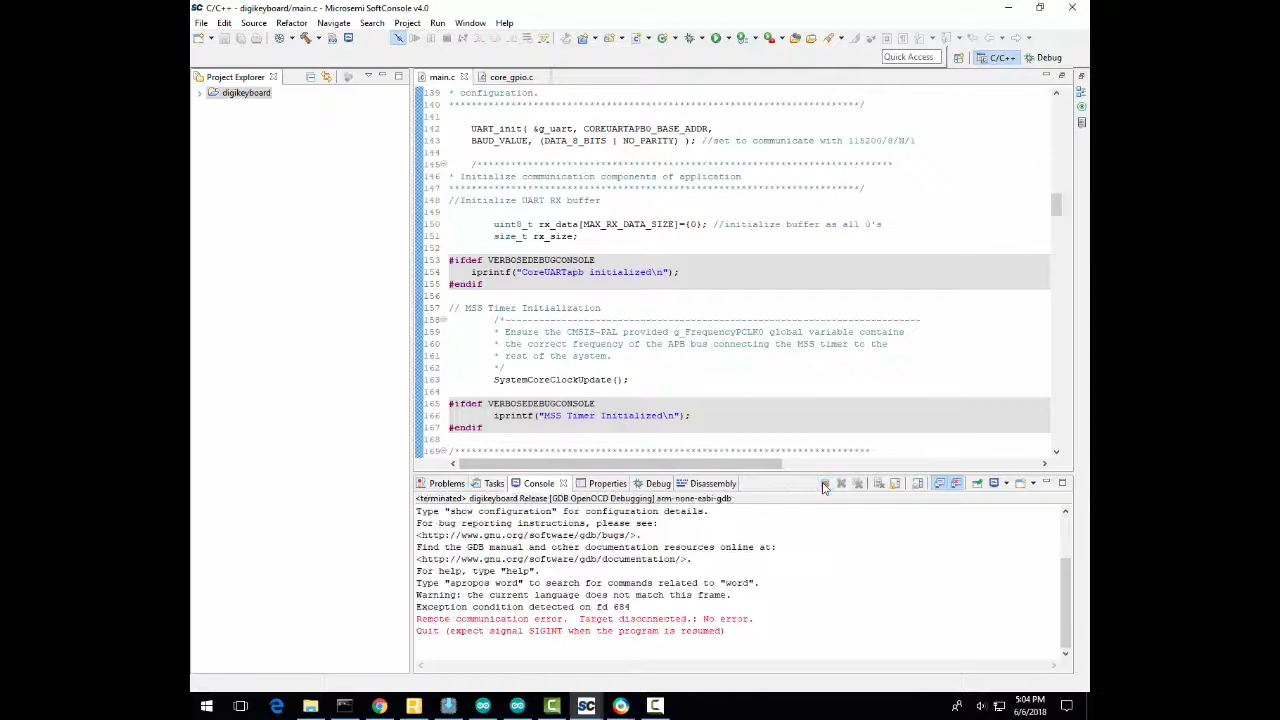 C/C++ - digikeyboard/main.c - Microsemi SoftConsole v4.0
File Edit Source Refactor Navigate Search Project Run Window Help
Quick Access C/C++ Debug
Project Explorer main.c core_gpio.c
digikeyboard
139 * configuration.
140 **************************************************************************/
141
142 UART_init( &g_uart, COREUARTAPB0_BASE_ADDR,
143 BAUD_VALUE, (DATA_8_BITS | NO_PARITY) ); //set to communicate with 115200/8/N/1
144
145 /**************************************************************************
146 * Initialize communication components of application
147 **************************************************************************/
148 //Initialize UART RX buffer
149
150 uint8_t rx_data[MAX_RX_DATA_SIZE]={0}; //initialize buffer as all 0's
151 size_t rx_size;
152
153 #ifdef VERBOSEDEBUGCONSOLE
154 iprintf("CoreUARTapb initialized\n");
155 #endif
156
157 // MSS Timer Initialization
158 /*--------------------------------------------------------------------------
159 * Ensure the CMSIS-PAL provided g_FrequencyPCLK0 global variable contains
160 * the correct frequency of the APB bus connecting the MSS timer to the
161 * rest of the system.
162 */
163 SystemCoreClockUpdate();
164
165 #ifdef VERBOSEDEBUGCONSOLE
166 iprintf("MSS Timer Initialized\n");
167 #endif
168
169 /**************************************************************************
Problems Tasks Console Properties Debug Disassembly
<terminated> digikeyboard Release [GDB OpenOCD Debugging] arm-none-eabi-gdb
Type "show configuration" for configuration details.
For bug reporting instructions, please see:
<http://www.gnu.org/software/gdb/bugs/>.
Find the GDB manual and other documentation resources online at:
<http://www.gnu.org/software/gdb/documentation/>.
For help, type "help".
Type "apropos word" to search for commands related to "word".
Warning: the current language does not match this frame.
Exception condition detected on fd 684
Remote communication error.  Target disconnected.: No error.
Quit (expect signal SIGINT when the program is resumed)
5:04 PM
6/6/2018